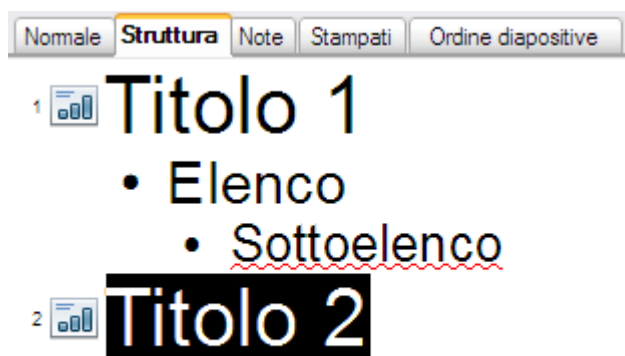 Normale Struttura Note Stampati Ordine diapositive
1 Titolo 1
• Elenco
• Sottoelenco
2 Titolo 2